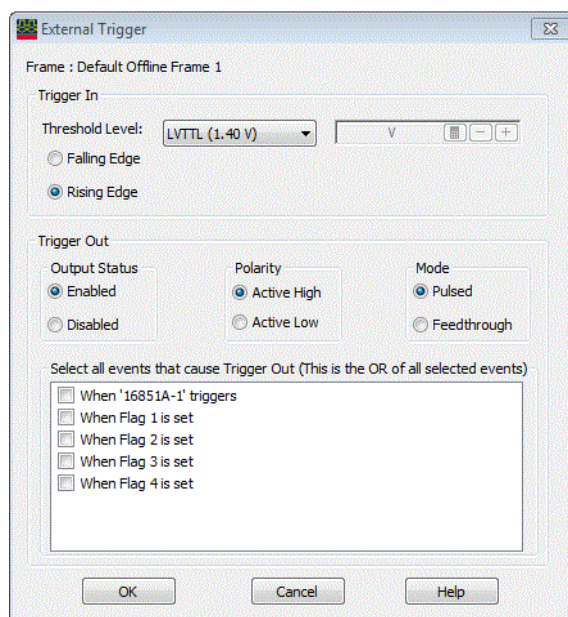 External Trigger
Frame : Default Offline Frame 1
Trigger In
Threshold Level: LVTTL (1.40 V) V
Falling Edge
Rising Edge
Trigger Out
Output Status Polarity Mode
Enabled Active High Pulsed
Disabled Active Low Feedthrough
Select all events that cause Trigger Out (This is the OR of all selected events)
When '16851A-1' triggers
When Flag 1 is set
When Flag 2 is set
When Flag 3 is set
When Flag 4 is set
OK Cancel Help